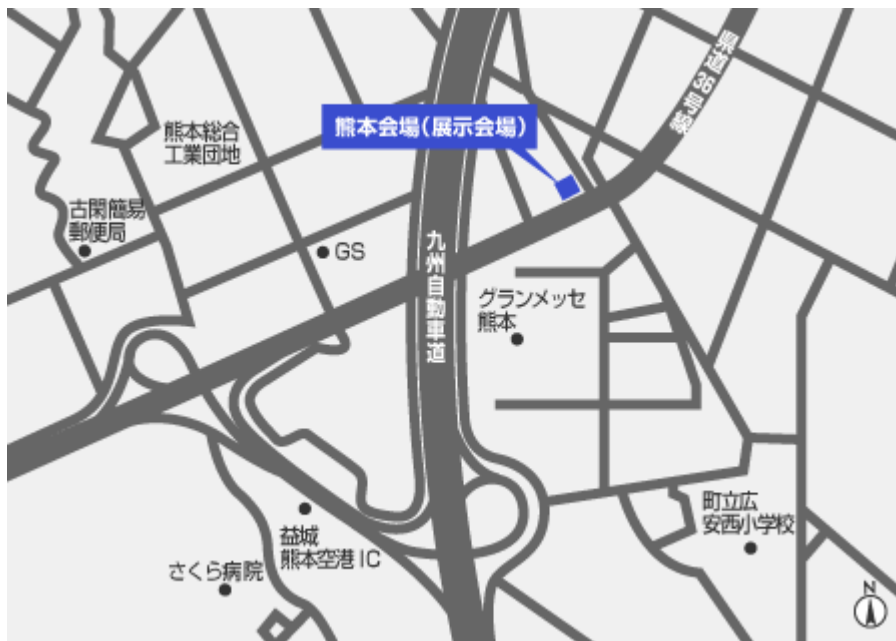 県道36号線
熊本会場(展示会場)
熊本総合
工業団地
古閑簡易
郵便局
GS
九州自動車道
グランメッセ
熊本
町立広
安西小学校
益城
熊本空港IC
さくら病院
N